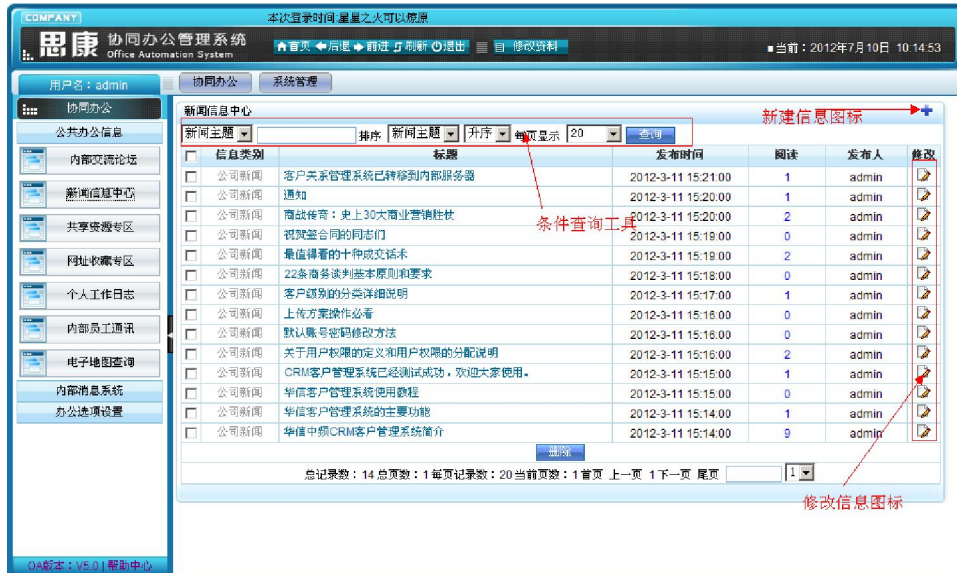 COMPANY 本次登录时间:星星之火可以燎原
思康 协同办公管理系统
Office Automation System
首页 后退 前进 刷新 退出 修改资料
当前：2012年7月10日 10:14:53
用户名：admin 协同办公 系统管理
协同办公
公共办公信息
内部交流论坛
新闻信息中心
共享资源专区
网址收藏专区
个人工作日志
内部员工通讯
电子地图查询
内部消息系统
办公选项设置
OA版本：V5.0 | 帮助中心
新闻信息中心 新建信息图标
新闻主题 排序 新闻主题 升序 每页显示 20 查询
信息类别 标题 发布时间 阅读 发布人 修改
公司新闻 客户关系管理系统已转移到内部服务器 2012-3-11 15:21:00 1 admin
公司新闻 通知 2012-3-11 15:20:00 1 admin
公司新闻 商战传奇：史上30大商业营销胜仗 2012-3-11 15:20:00 2 admin
条件查询工具
公司新闻 祝贺签合同的同志们 2012-3-11 15:19:00 0 admin
公司新闻 最值得看的十种成交话术 2012-3-11 15:19:00 2 admin
公司新闻 22条商务谈判基本原则和要求 2012-3-11 15:18:00 0 admin
公司新闻 客户级别的分类详细说明 2012-3-11 15:17:00 1 admin
公司新闻 上传方案操作必看 2012-3-11 15:16:00 0 admin
公司新闻 默认账号密码修改方法 2012-3-11 15:16:00 0 admin
公司新闻 关于用户权限的定义和用户权限的分配说明 2012-3-11 15:16:00 2 admin
公司新闻 CRM客户管理系统已经测试成功，欢迎大家使用。 2012-3-11 15:15:00 1 admin
公司新闻 华信客户管理系统使用教程 2012-3-11 15:15:00 0 admin
公司新闻 华信客户管理系统的主要功能 2012-3-11 15:14:00 1 admin
公司新闻 华信中频CRM客户管理系统简介 2012-3-11 15:14:00 9 admin
删除
总记录数：14 总页数：1 每页记录数：20 当前页数：1 首页 上一页 1 下一页 尾页 1
修改信息图标